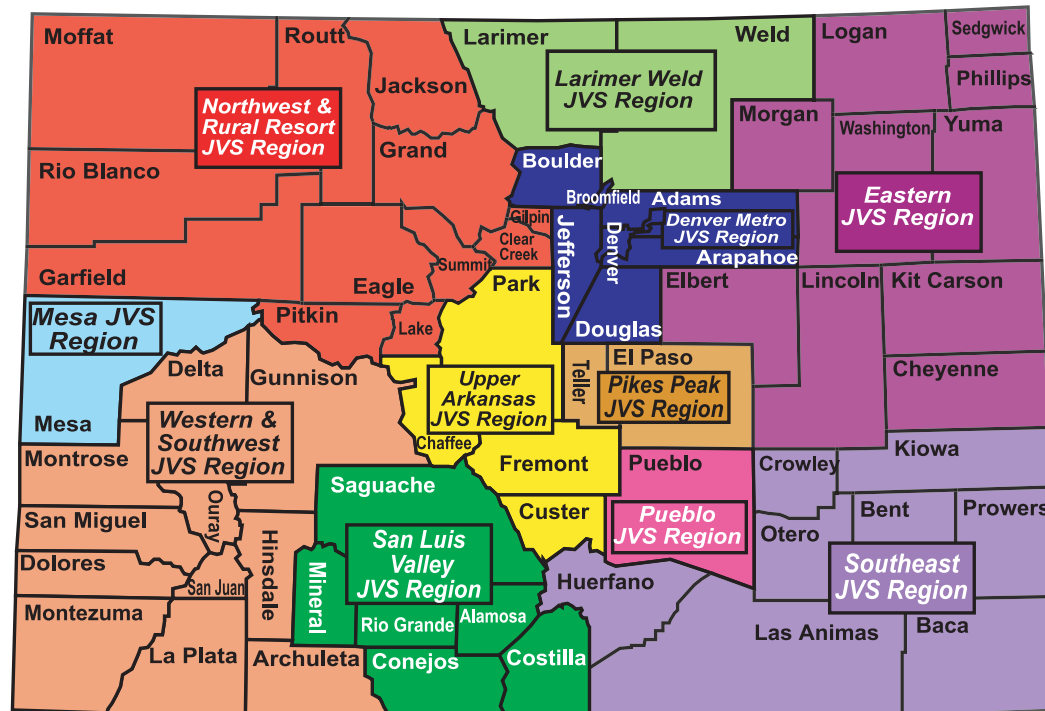 Moffat
Routt
Larimer
Weld
Logan
Sedgwick
Phillips
Jackson
Larimer Weld
JVS Region
Northwest &
Rural Resort
JVS Region
Morgan
Washington
Yuma
Grand
Rio Blanco
Boulder
Eastern
JVS Region
Broomfield
Adams
Gilpin
Denver Metro
JVS Region
Clear
Creek
Jefferson
Denver
Arapahoe
Summit
Garfield
Eagle
Park
Elbert
Lincoln
Kit Carson
Mesa JVS
Region
Pitkin
Lake
Douglas
Delta
Gunnison
Teller
El Paso
Cheyenne
Upper
Arkansas
JVS Region
Pikes Peak
JVS Region
Mesa
Western &
Southwest
JVS Region
Chaffee
Kiowa
Montrose
Fremont
Pueblo
Crowley
Saguache
Ouray
Custer
Bent
Prowers
San Miguel
Pueblo
JVS Region
Otero
Hinsdale
San Luis
Valley
JVS Region
Dolores
Mineral
Huerfano
Southeast
JVS Region
San Juan
Montezuma
Rio Grande
Alamosa
Las Animas
Baca
La Plata
Archuleta
Conejos
Costilla